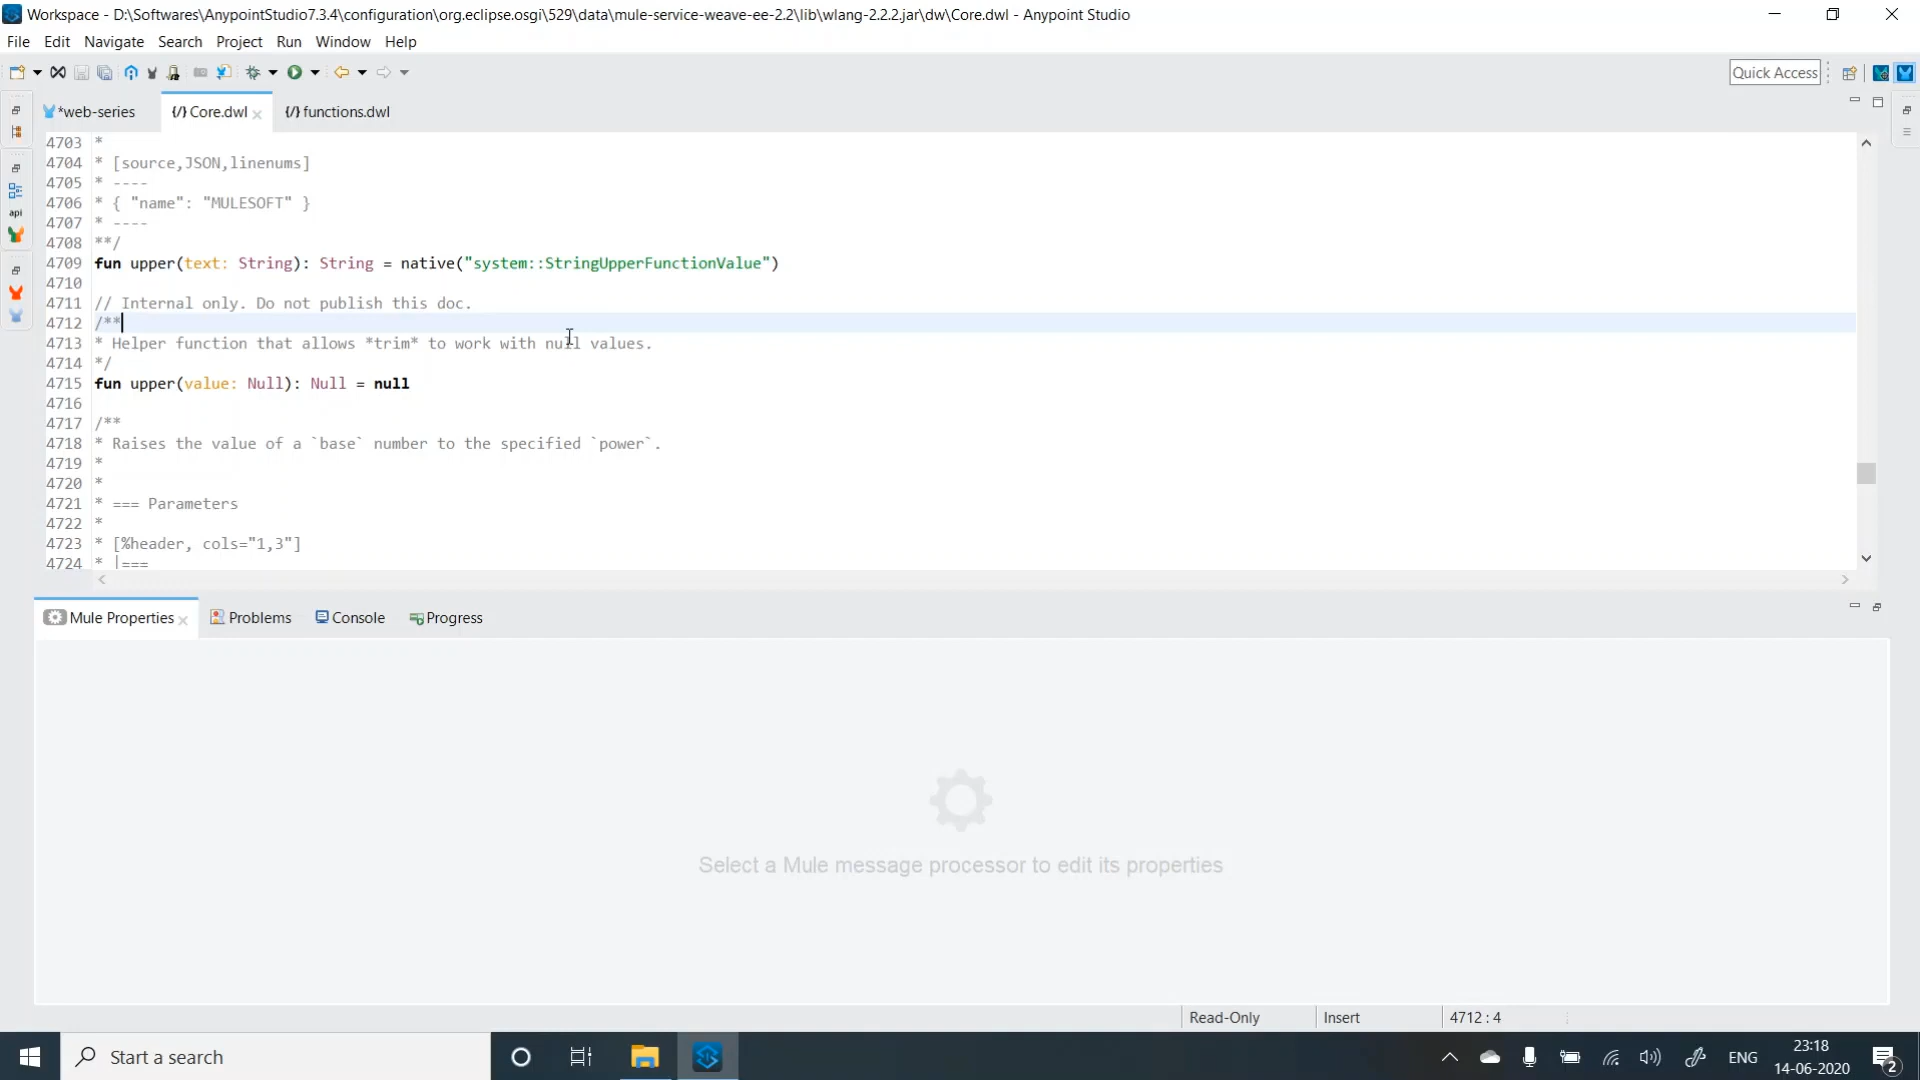 Workspace - D:\Softwares\AnypointStudio7.3.4\configuration\org.eclipse.osgi\529\data\mule-service-weave-ee-2.2\lib\wlang-2.2.2.jar\dw\Core.dwl - Anypoint Studio
File Edit Navigate Search Project Run Window Help
Quick Access
*web-series {/} Core.dwl {/} functions.dwl
4703 *
4704 * [source,JSON,linenums]
4705 * ----
4706 * { "name": "MULESOFT" }
4707 * ----
4708 **/
4709 fun upper(text: String): String = native("system::StringUpperFunctionValue")
4710
4711 // Internal only. Do not publish this doc.
4712 /**
4713 * Helper function that allows *trim* to work with null values.
4714 */
4715 fun upper(value: Null): Null = null
4716
4717 /**
4718 * Raises the value of a `base` number to the specified `power`.
4719 *
4720 *
4721 * === Parameters
4722 *
4723 * [%header, cols="1,3"]
4724 * |===
api
Mule Properties Problems Console Progress
Select a Mule message processor to edit its properties
Read-Only Insert 4712 : 4
Start a search
ENG
23:18
14-06-2020
2